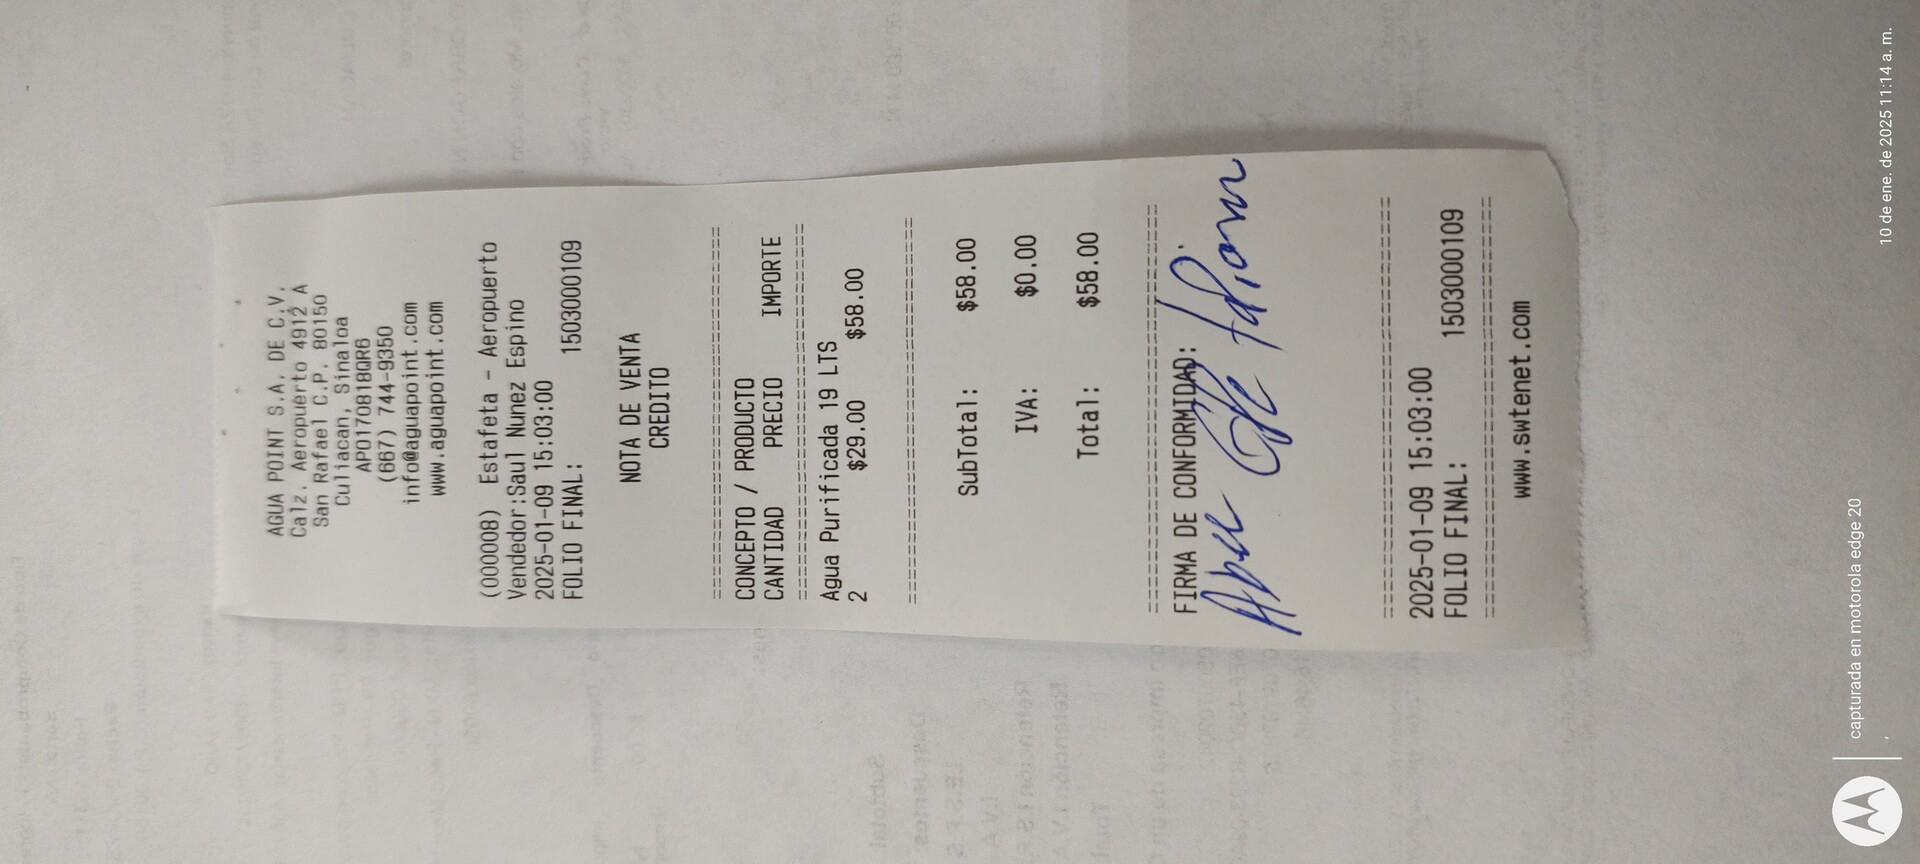 AGUA POINT S.A. DE C.V.
Calz. Aeropuerto 4912 A
San Rafael C.P. 80150
Culiacan, Sinaloa
APO170818QR6
(667) 744-9350
info@aguapoint.com
www.aguapoint.com
(000008) Estafeta - Aeropuerto
Vendedor:Saul Nunez Espino
2025-01-09 15:03:00
FOLIO FINAL: 1503000109
NOTA DE VENTA
CREDITO
CONCEPTO / PRODUCTO
CANTIDAD PRECIO IMPORTE
Agua Purificada 19 LTS
2 $29.00 $58.00
SubTotal: $58.00
IVA: $0.00
Total: $58.00
FIRMA DE CONFORMIDAD:
2025-01-09 15:03:00
FOLIO FINAL: 1503000109
www.swtenet.com
capturada en motorola edge 20
10 de ene. de 2025 11:14 a. m.